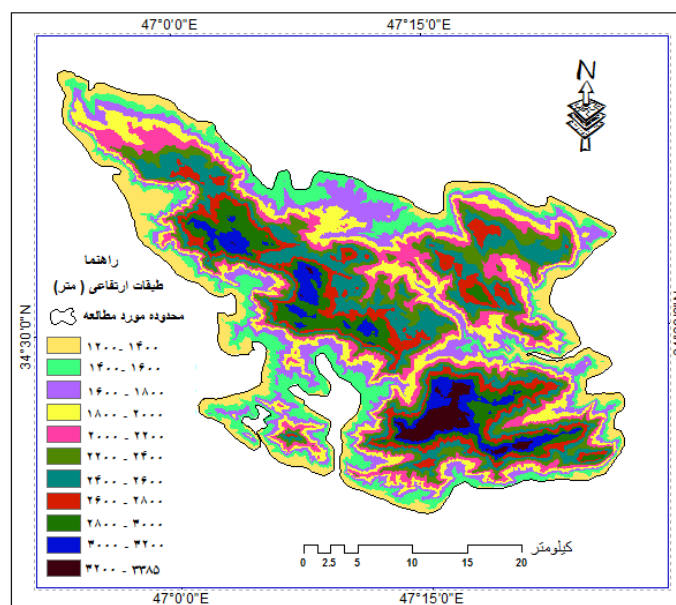 47°0'0"E 47°15'0"E
N
34°30'0"N
راهنما
طبقات ارتفاعی ( متر)
محدوده مورد مطالعه
۱۲۰۰ - ۱۴۰۰
۱۴۰۰ - ۱۶۰۰
۱۶۰۰ - ۱۸۰۰
۱۸۰۰ - ۲۰۰۰
۲۰۰۰ - ۲۲۰۰
۲۲۰۰ - ۲۴۰۰
۲۴۰۰ - ۲۶۰۰
۲۶۰۰ - ۲۸۰۰
۲۸۰۰ - ۳۰۰۰
۳۰۰۰ - ۳۲۰۰
۳۲۰۰ - ۳۳۸۵
کیلومتر
0 2.5 5 10 15 20
47°0'0"E 47°15'0"E